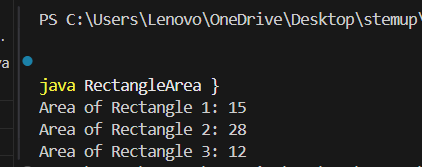 PS C:\Users\Lenovo\OneDrive\Desktop\stemup\
va
java RectangleArea }
Area of Rectangle 1: 15
Area of Rectangle 2: 28
Area of Rectangle 3: 12